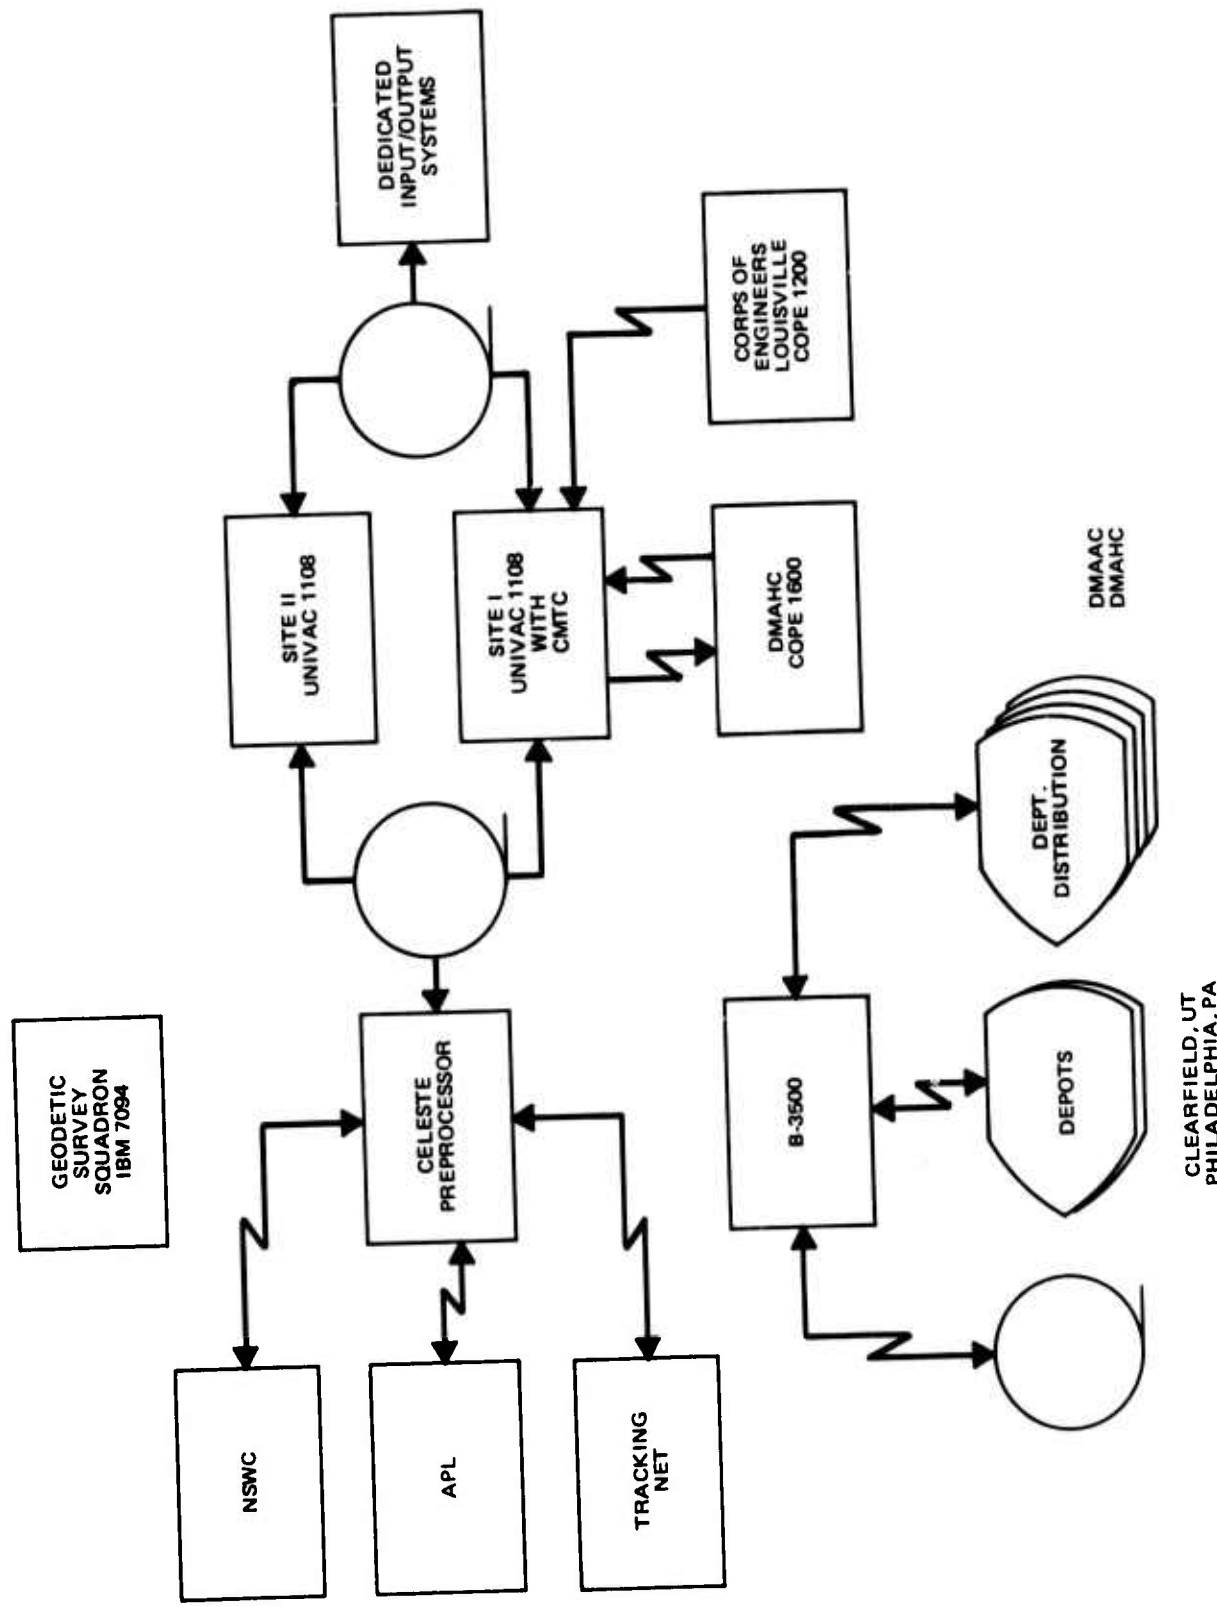 GEODETIC
SURVEY
SQUADRON
IBM 7094
NSWC
SITE II
UNIVAC 1108
DEDICATED
INPUT/OUTPUT
SYSTEMS
CELESTE
PREPROCESSOR
APL
SITE I
UNIVAC 1108
WITH
CMTC
TRACKING
NET
CORPS OF
ENGINEERS
LOUISVILLE
COPE 1200
DMAHC
COPE 1600
B-3500
DEPOTS
DEPT.
DISTRIBUTION
DMAAC
DMAHC
CLEARFIELD, UT
PHILADELPHIA, PA